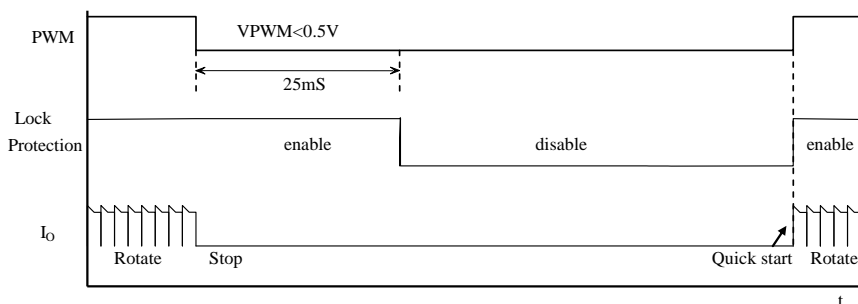 PWM
VPWM<0.5V
25mS
Lock
Protection
enable
disable
enable
IO
Rotate
Stop
Quick start
Rotate
t